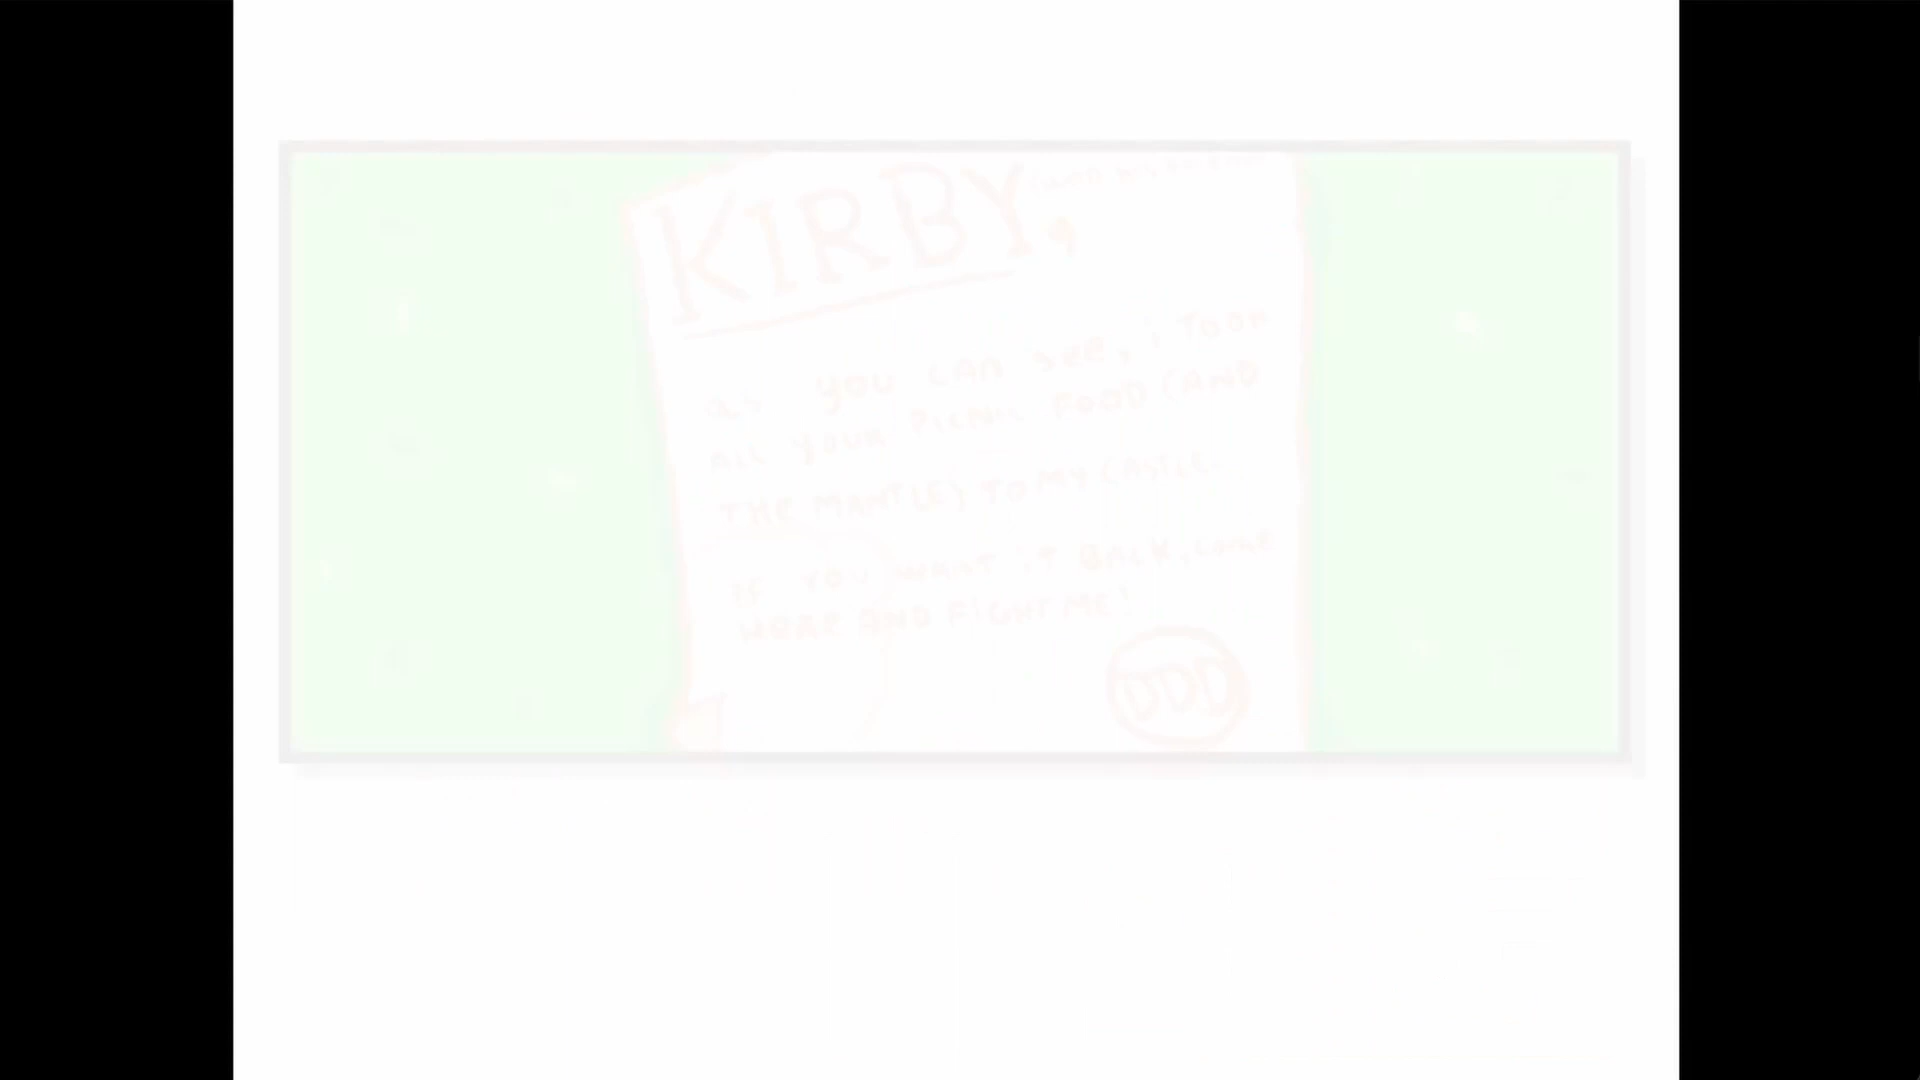 KIRBY,
as you CAN see, i TOOK
All your PICNIC FOOD (AND
THE MANTLE) TO MY CASTLE.
if YOU WANT iT BACK, COME
HERE AND FiGHT ME!
DDD